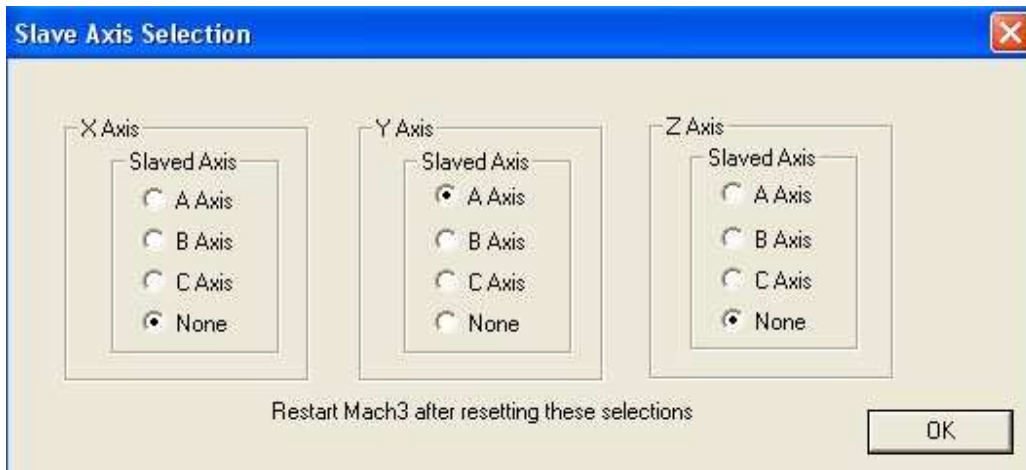 Slave Axis Selection
X Axis
Slaved Axis
A Axis
B Axis
C Axis
None
Y Axis
Slaved Axis
A Axis
B Axis
C Axis
None
Z Axis
Slaved Axis
A Axis
B Axis
C Axis
None
Restart Mach3 after resetting these selections
OK